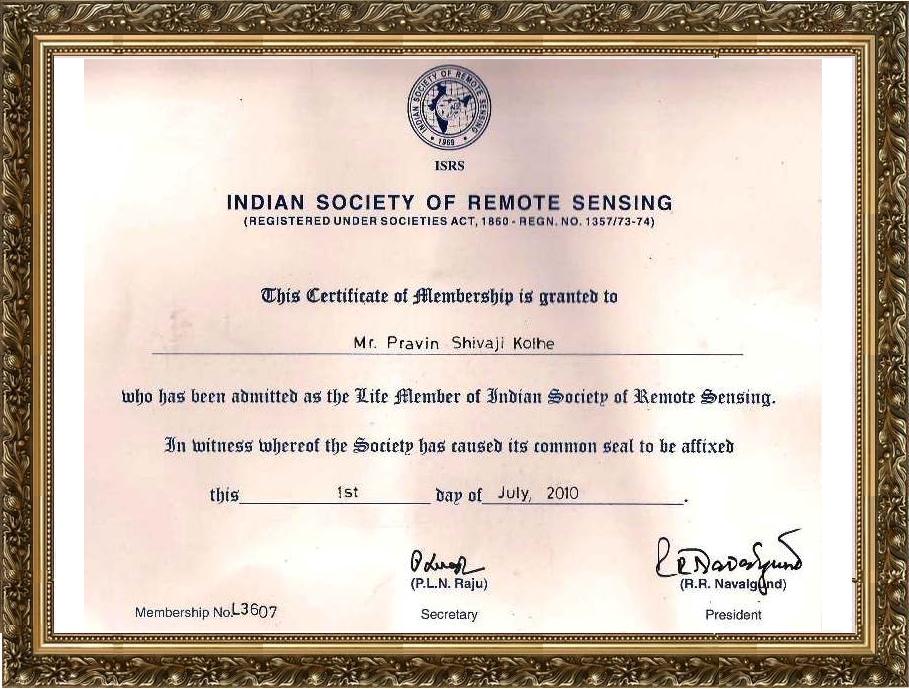 INDIAN SOCIETY OF REMOTE SENSING
1969
ISRS
INDIAN SOCIETY OF REMOTE SENSING
(REGISTERED UNDER SOCIETIES ACT, 1860 - REGN. NO. 1357/73-74)
This Certificate of Membership is granted to
Mr. Pravin Shivaji Kolhe
who has been admitted as the Life Member of Indian Society of Remote Sensing.
In witness whereof the Society has caused its common seal to be affixed
this 1st day of July, 2010.
R R Navalgund
(P.L.N. Raju) (R.R. Navalgund)
Membership No. L3607 Secretary President